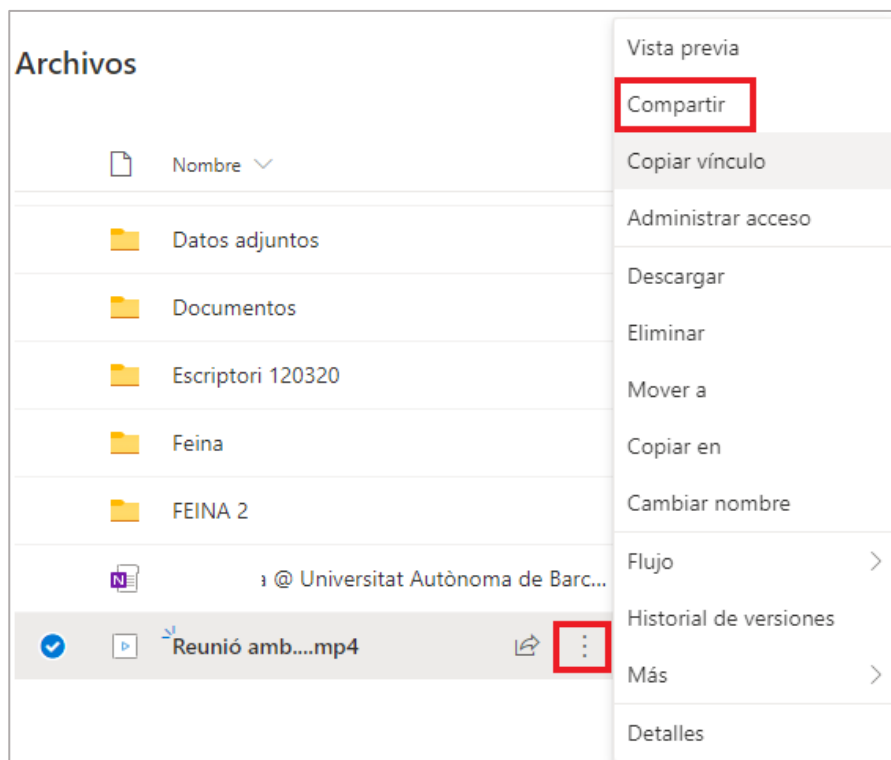 Archivos
Nombre
Datos adjuntos
Documentos
Escriptori 120320
Feina
FEINA 2
@ Universitat Autònoma de Barc...
Reunió amb....mp4
Vista previa
Compartir
Copiar vínculo
Administrar acceso
Descargar
Eliminar
Mover a
Copiar en
Cambiar nombre
Flujo
Historial de versiones
Más
Detalles